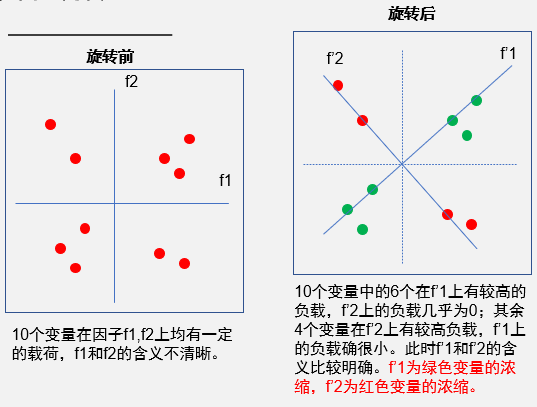 旋转前
f2
f1
10个变量在因子f1,f2上均有一定
的载荷，f1和f2的含义不清晰。
旋转后
f'2
f'1
10个变量中的6个在f'1上有较高的
负载，f'2上的负载几乎为0；其余
4个变量在f'2上有较高负载，f'1上
的负载确很小。此时f'1和f'2的含
义比较明确。f'1为绿色变量的浓
缩，f'2为红色变量的浓缩。